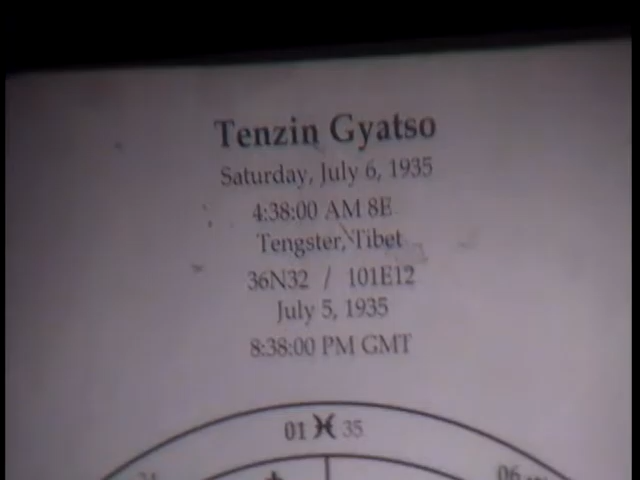 Tenzin Gyatso
Saturday, July 6, 1935
4:38:00 AM 8E
Tengster, Tibet
36N32 / 101E12
July 5, 1935
8:38:00 PM GMT
01 ♓ 35
06